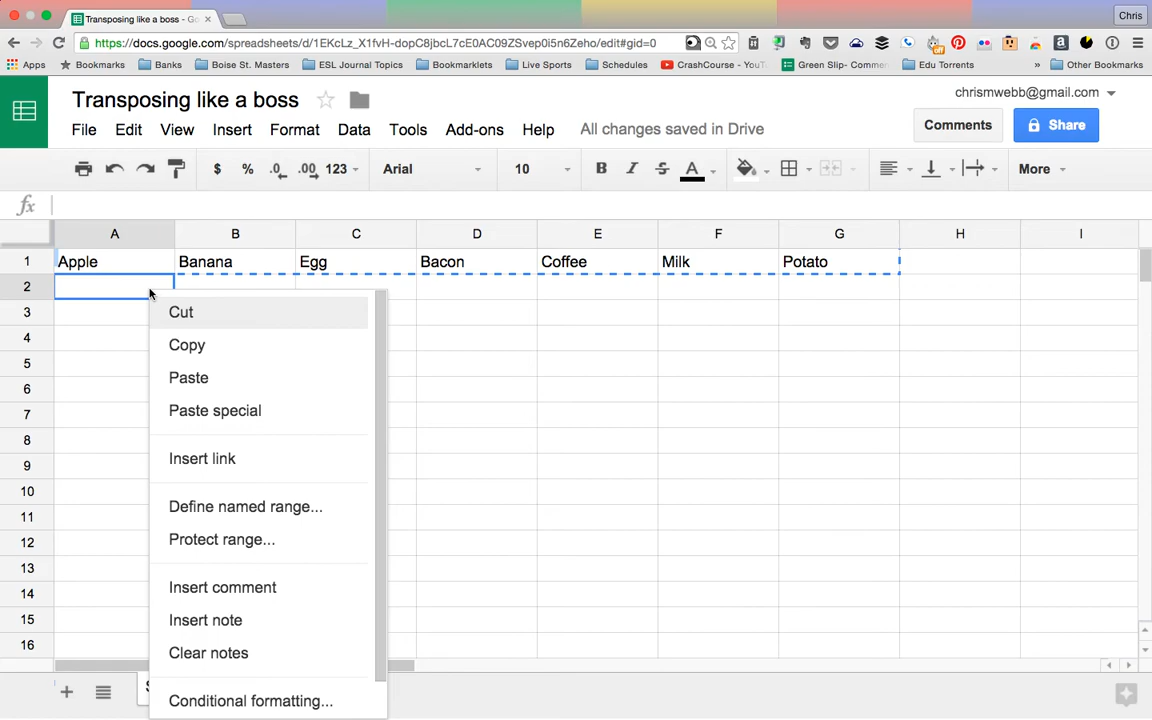 Transposing like a boss - Go
Chris
https://docs.google.com/spreadsheets/d/1EKcLz_X1fvH-dopC8jbcL7cE0AC09ZSvep0i5n6Zeho/edit#gid=0
Apps Bookmarks Banks Boise St. Masters ESL Journal Topics Bookmarklets Live Sports Schedules CrashCourse - YouT Green Slip- Commen Edu Torrents » Other Bookmarks
Transposing like a boss
chrismwebb@gmail.com
File Edit View Insert Format Data Tools Add-ons Help All changes saved in Drive
Comments Share
$ % .0 .00 123 Arial 10 B I S A More
fx
A B C D E F G H I
1 Apple Banana Egg Bacon Coffee Milk Potato
2
3 Cut
4 Copy
5
6 Paste
7 Paste special
8
9 Insert link
10
11 Define named range...
12 Protect range...
13
14 Insert comment
15 Insert note
16 Clear notes
Conditional formatting...